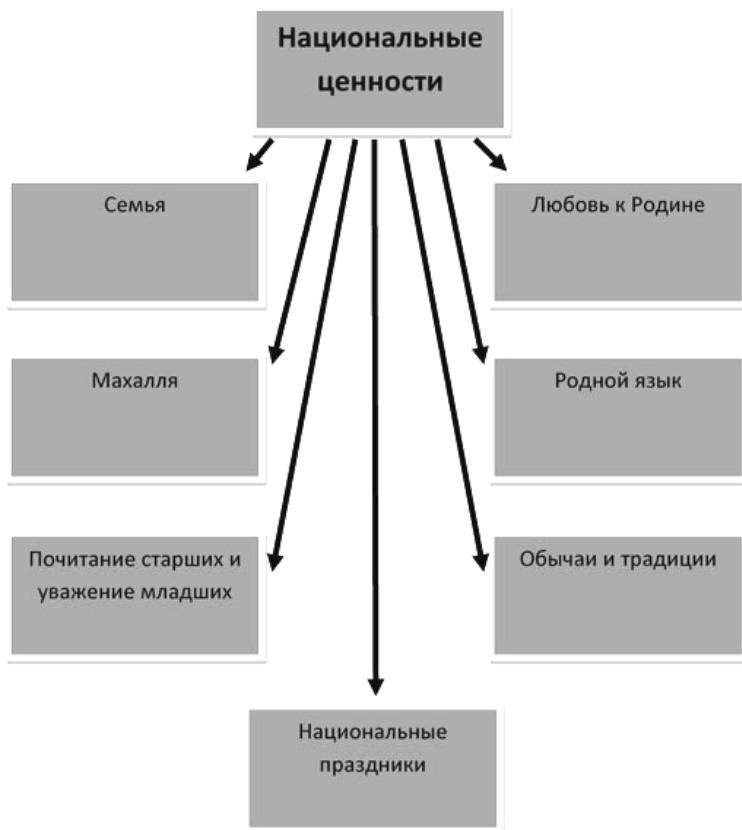 Национальные
ценности
Семья
Любовь к Родине
Махалля
Родной язык
Почитание старших и
уважение младших
Обычаи и традиции
Национальные
праздники